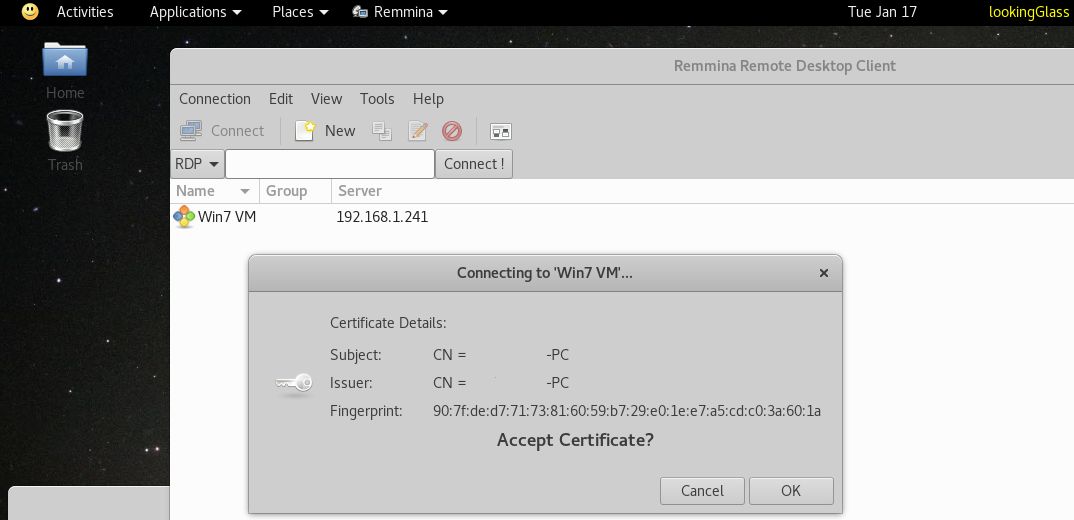 Activities Applications Places Remmina Tue Jan 17 lookingGlass
Home
Trash
Remmina Remote Desktop Client
Connection Edit View Tools Help
Connect New
RDP Connect !
Name Group Server
Win7 VM 192.168.1.241
Connecting to 'Win7 VM'...
Certificate Details:
Subject: CN = -PC
Issuer: CN = -PC
Fingerprint: 90:7f:de:d7:71:73:81:60:59:b7:29:e0:1e:e7:a5:cd:c0:3a:60:1a
Accept Certificate?
Cancel OK